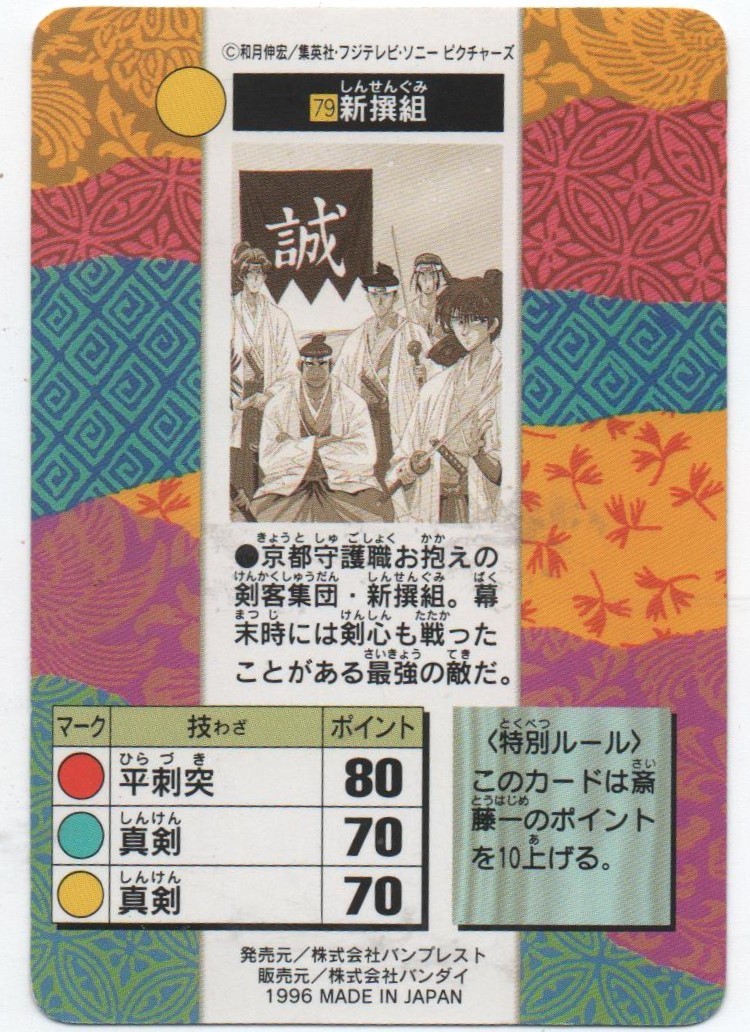 ©和月伸宏／集英社・フジテレビ・ソニー ピクチャーズ
しんせんぐみ
79 新撰組
誠
きょうと しゅ ごしょく かか
●京都守護職お抱えの
けんかくしゅうだん しんせんぐみ ばく
剣客集団・新撰組。幕
まつ じ けんしん たたか
末時には剣心も戦った
さいきょう てき
ことがある最強の敵だ。
マーク 技わざ ポイント
ひら づ き
平刺突 80
しんけん
真剣 70
しんけん
真剣 70
とくべつ
〈特別ルール〉
さい
このカードは斎
とうはじめ
藤一のポイント
あ
を10上げる。
発売元／株式会社バンプレスト
販売元／株式会社バンダイ
1996 MADE IN JAPAN